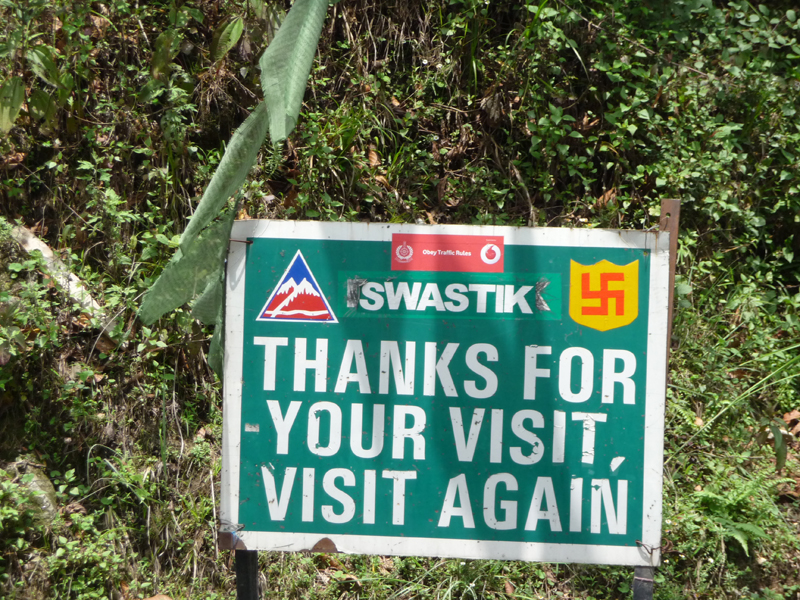 Obey Traffic Rules
SWASTIK
THANKS FOR
YOUR VISIT,
VISIT AGAIN